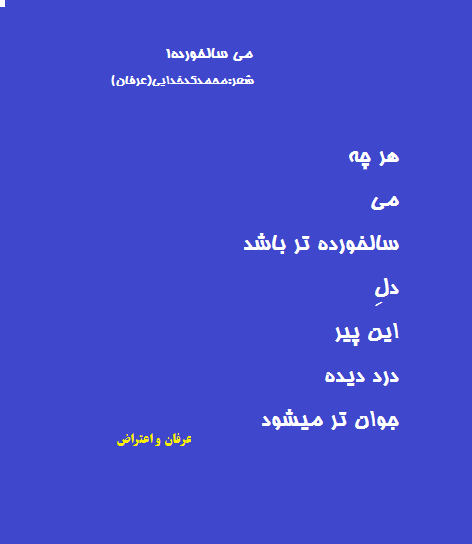 می سالخورده۱
شعر:محمدکدخدایی(عرفان)
هر چه
می
سالخورده تر باشد
دلِ
این پیر
درد دیده
جوان تر میشود
عرفان و اعتراض